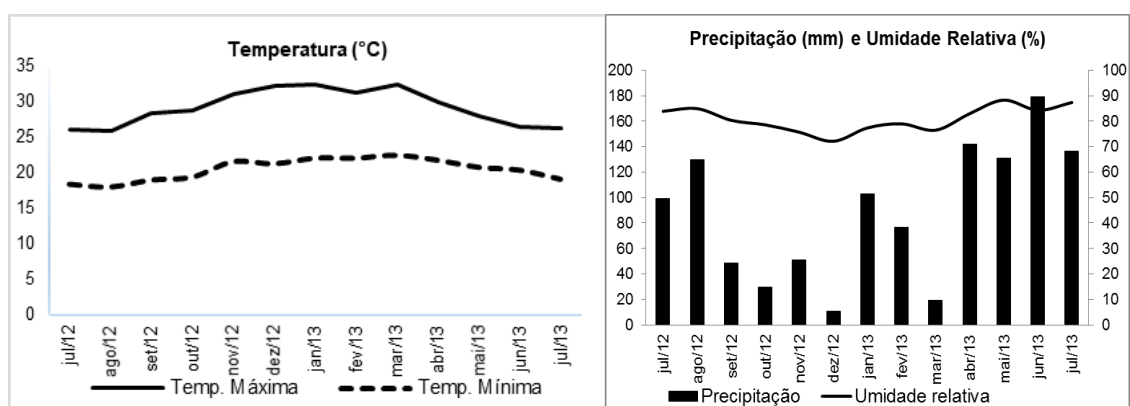 Temperatura (°C)
35
30
25
20
15
10
5
0
jul/12
ago/12
set/12
out/12
nov/12
dez/12
jan/13
fev/13
mar/13
abr/13
mai/13
jun/13
jul/13
Temp. Máxima
Temp. Mínima
Precipitação (mm) e Umidade Relativa (%)
200
180
160
140
120
100
80
60
40
20
0
100
90
80
70
60
50
40
30
20
10
0
jul/12
ago/12
set/12
out/12
nov/12
dez/12
jan/13
fev/13
mar/13
abr/13
mai/13
jun/13
jul/13
Precipitação
Umidade relativa